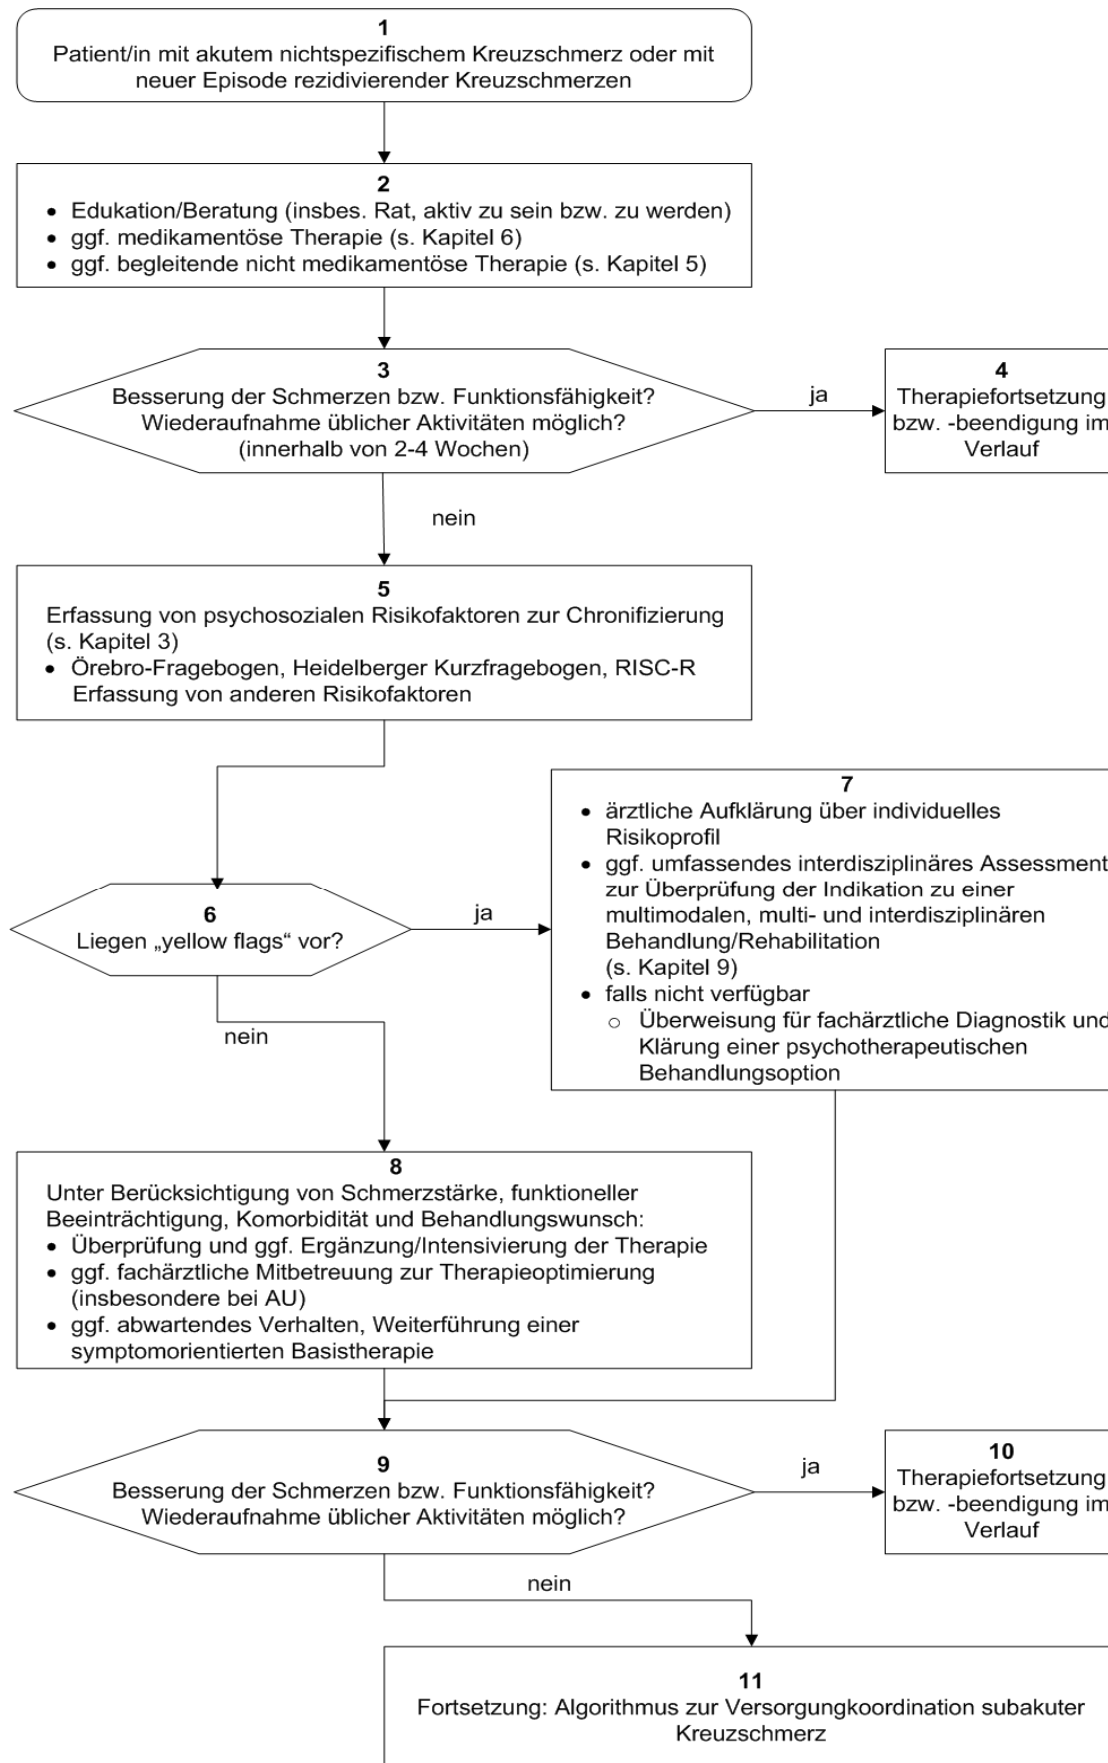 1
Patient/in mit akutem nichtspezifischem Kreuzschmerz oder mit
neuer Episode rezidivierender Kreuzschmerzen
2
• Edukation/Beratung (insbes. Rat, aktiv zu sein bzw. zu werden)
• ggf. medikamentöse Therapie (s. Kapitel 6)
• ggf. begleitende nicht medikamentöse Therapie (s. Kapitel 5)
3
Besserung der Schmerzen bzw. Funktionsfähigkeit?
Wiederaufnahme üblicher Aktivitäten möglich?
(innerhalb von 2-4 Wochen)
ja
4
Therapiefortsetzung
bzw. -beendigung im
Verlauf
nein
5
Erfassung von psychosozialen Risikofaktoren zur Chronifizierung
(s. Kapitel 3)
• Örebro-Fragebogen, Heidelberger Kurzfragebogen, RISC-R
Erfassung von anderen Risikofaktoren
6
Liegen „yellow flags“ vor?
ja
7
• ärztliche Aufklärung über individuelles
Risikoprofil
• ggf. umfassendes interdisziplinäres Assessment
zur Überprüfung der Indikation zu einer
multimodalen, multi- und interdisziplinären
Behandlung/Rehabilitation
(s. Kapitel 9)
• falls nicht verfügbar
○ Überweisung für fachärztliche Diagnostik und
Klärung einer psychotherapeutischen
Behandlungsoption
nein
8
Unter Berücksichtigung von Schmerzstärke, funktioneller
Beeinträchtigung, Komorbidität und Behandlungswunsch:
• Überprüfung und ggf. Ergänzung/Intensivierung der Therapie
• ggf. fachärztliche Mitbetreuung zur Therapieoptimierung
(insbesondere bei AU)
• ggf. abwartendes Verhalten, Weiterführung einer
symptomorientierten Basistherapie
9
Besserung der Schmerzen bzw. Funktionsfähigkeit?
Wiederaufnahme üblicher Aktivitäten möglich?
ja
10
Therapiefortsetzung
bzw. -beendigung im
Verlauf
nein
11
Fortsetzung: Algorithmus zur Versorgungkoordination subakuter
Kreuzschmerz